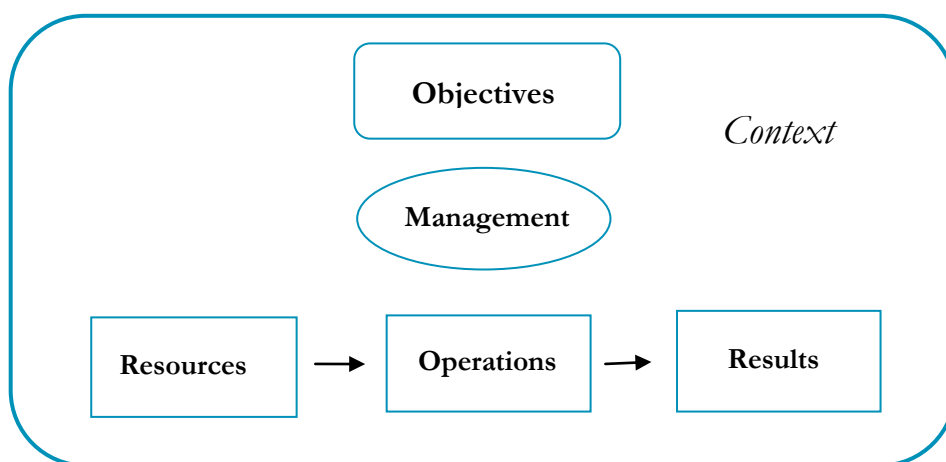 Objectives
Context
Management
Resources
Operations
Results